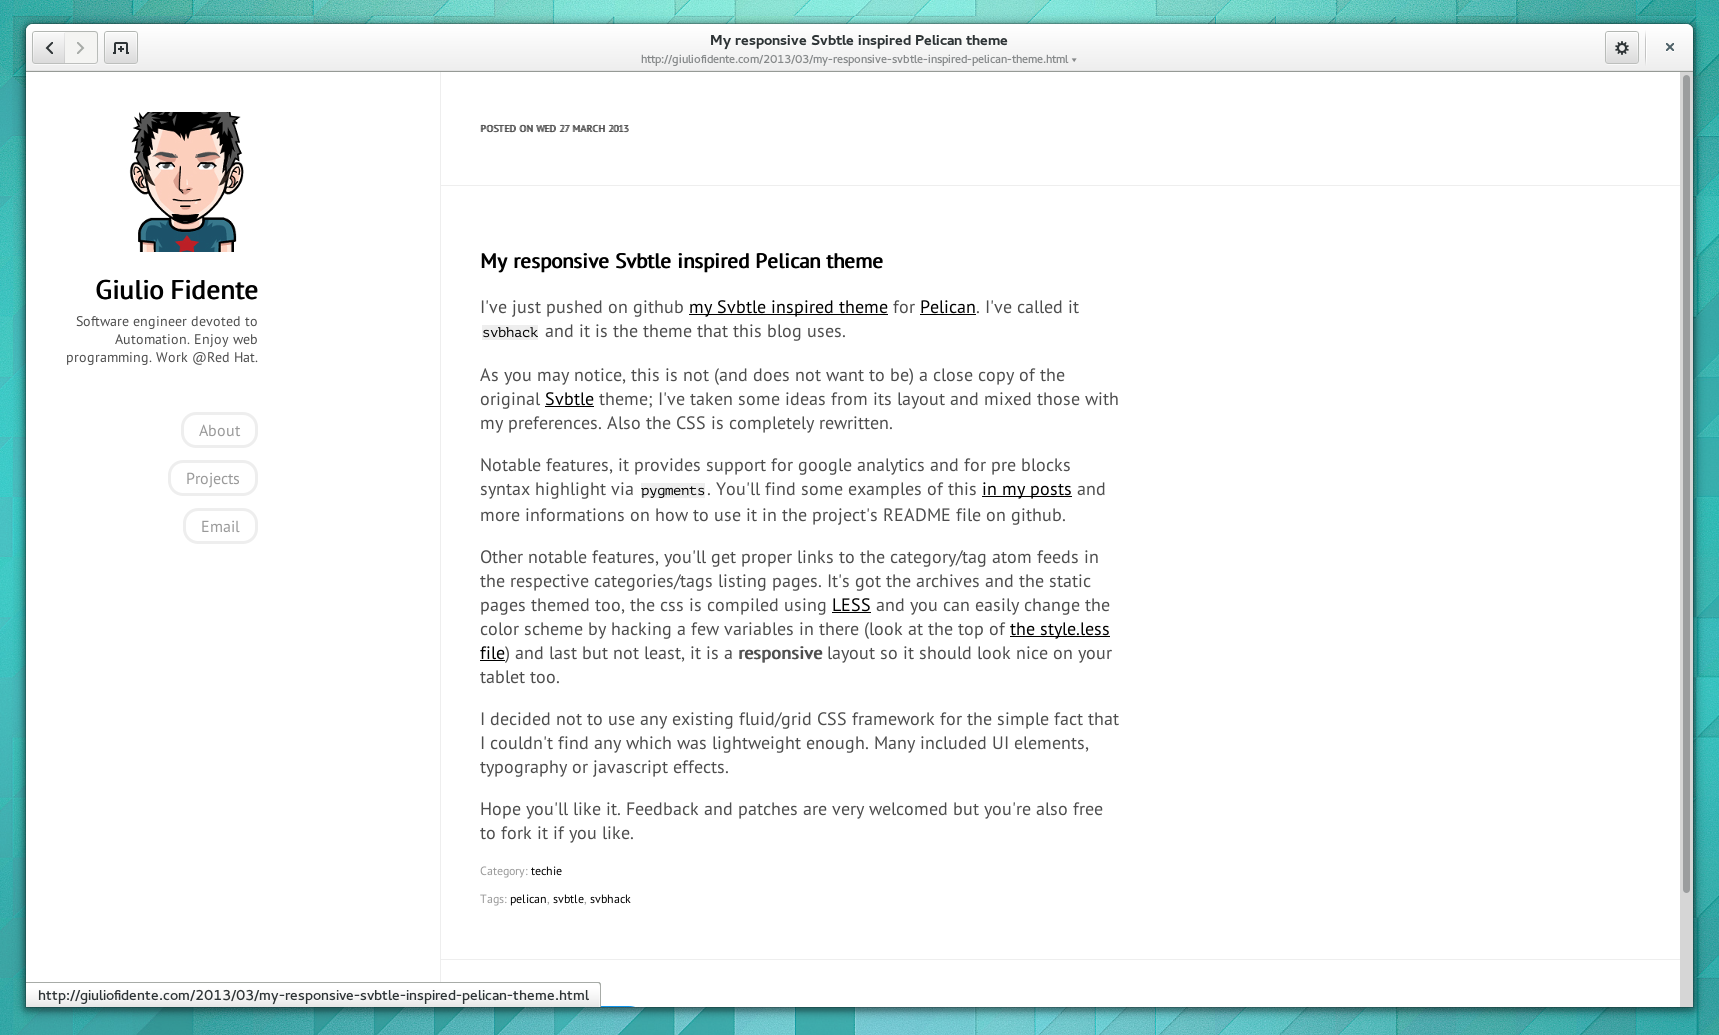 My responsive Svbtle inspired Pelican theme
http://giuliofidente.com/2013/03/my-responsive-svbtle-inspired-pelican-theme.html
Giulio Fidente
Software engineer devoted to
Automation. Enjoy web
programming. Work @Red Hat.
About
Projects
Email
POSTED ON WED 27 MARCH 2013
My responsive Svbtle inspired Pelican theme
I've just pushed on github my Svbtle inspired theme for Pelican. I've called it
svbhack and it is the theme that this blog uses.
As you may notice, this is not (and does not want to be) a close copy of the
original Svbtle theme; I've taken some ideas from its layout and mixed those with
my preferences. Also the CSS is completely rewritten.
Notable features, it provides support for google analytics and for pre blocks
syntax highlight via pygments. You'll find some examples of this in my posts and
more informations on how to use it in the project's README file on github.
Other notable features, you'll get proper links to the category/tag atom feeds in
the respective categories/tags listing pages. It's got the archives and the static
pages themed too, the css is compiled using LESS and you can easily change the
color scheme by hacking a few variables in there (look at the top of the style.less
file) and last but not least, it is a responsive layout so it should look nice on your
tablet too.
I decided not to use any existing fluid/grid CSS framework for the simple fact that
I couldn't find any which was lightweight enough. Many included UI elements,
typography or javascript effects.
Hope you'll like it. Feedback and patches are very welcomed but you're also free
to fork it if you like.
Category: techie
Tags: pelican, svbtle, svbhack
http://giuliofidente.com/2013/03/my-responsive-svbtle-inspired-pelican-theme.html